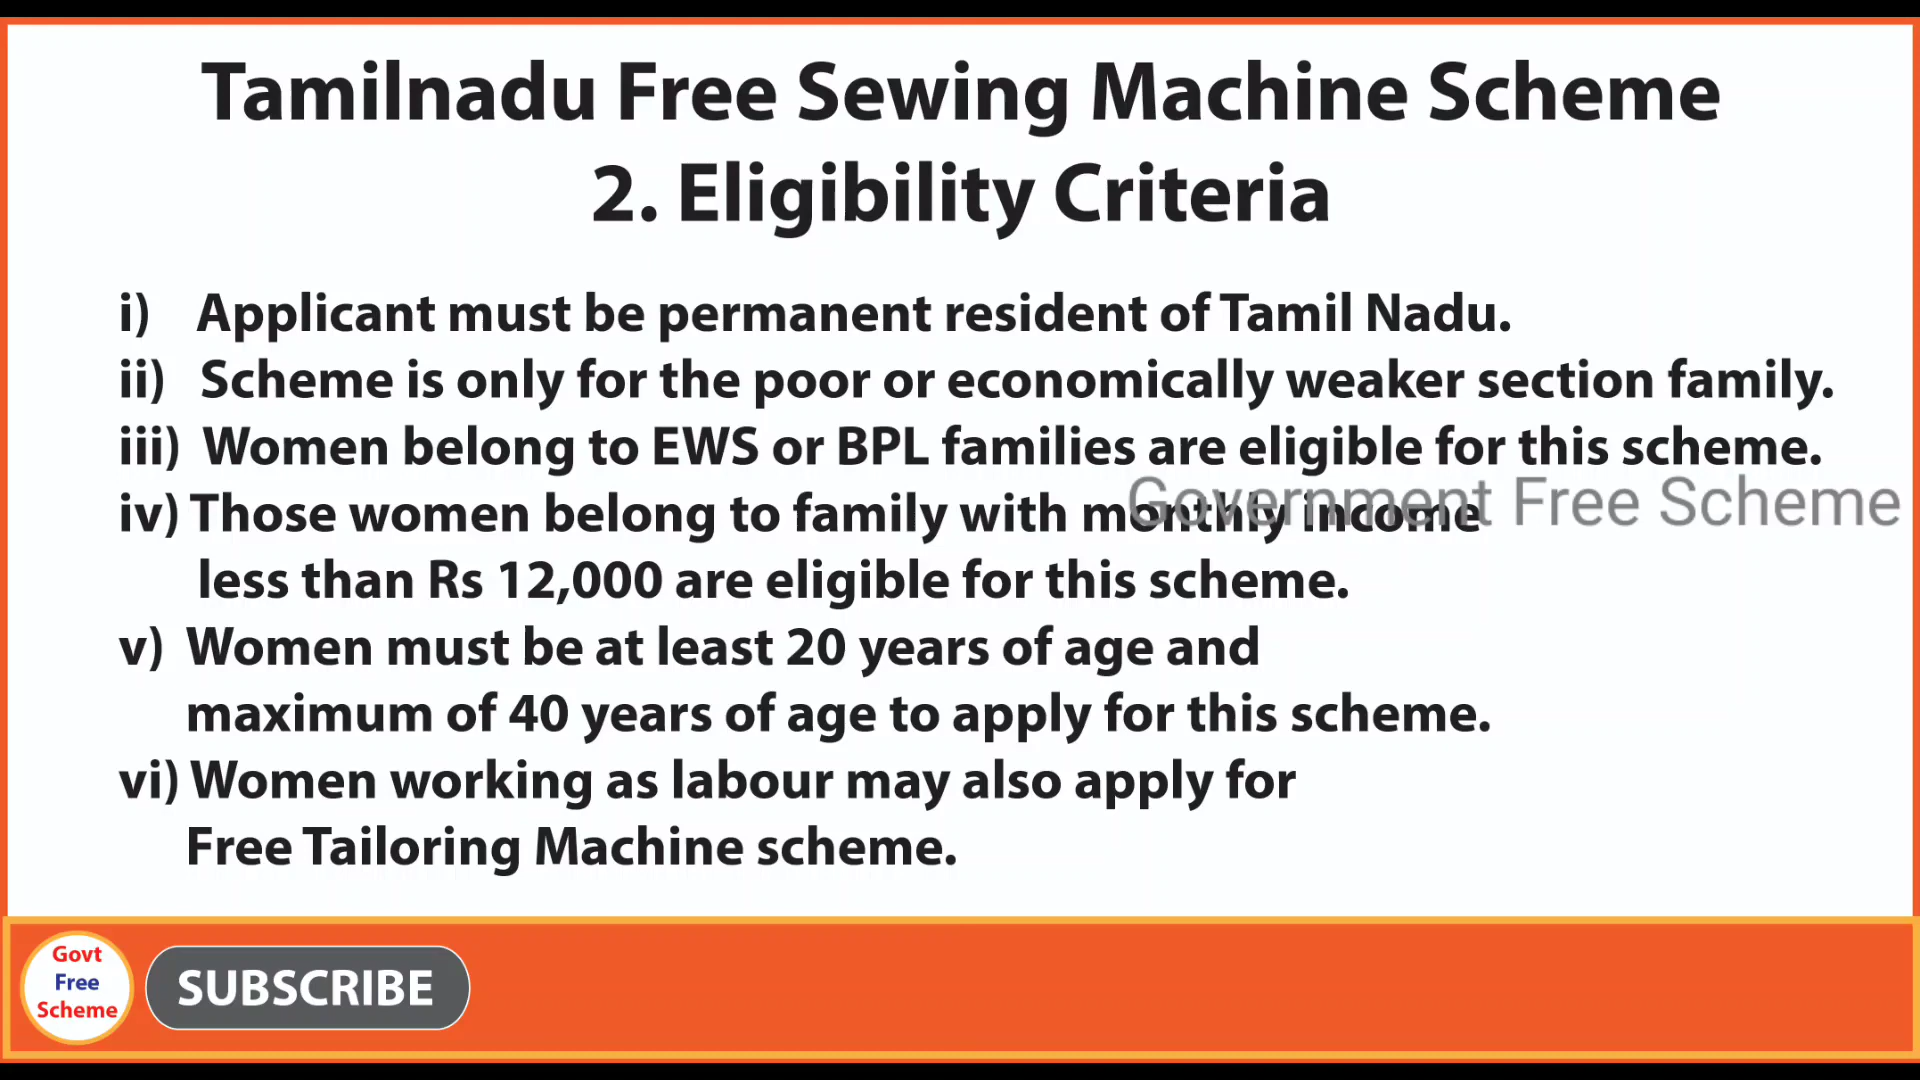 Tamilnadu Free Sewing Machine Scheme
2. Eligibility Criteria
i) Applicant must be permanent resident of Tamil Nadu.
ii) Scheme is only for the poor or economically weaker section family.
iii) Women belong to EWS or BPL families are eligible for this scheme.
Government Free Scheme
iv) Those women belong to family with monthly income
less than Rs 12,000 are eligible for this scheme.
v) Women must be at least 20 years of age and
maximum of 40 years of age to apply for this scheme.
vi) Women working as labour may also apply for
Free Tailoring Machine scheme.
Govt
Free
Scheme
SUBSCRIBE